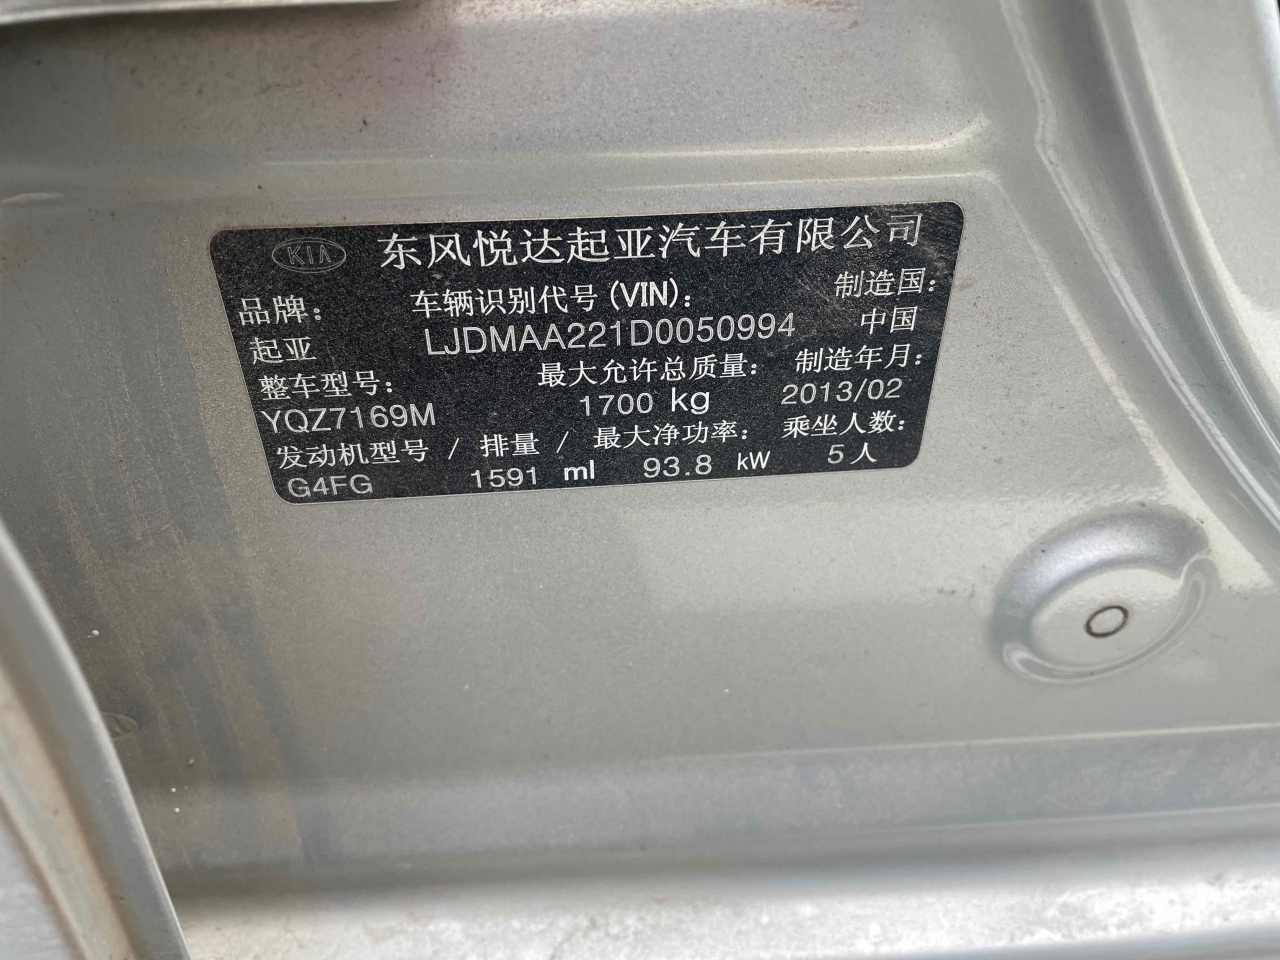 KIA 东风悦达起亚汽车有限公司
品牌： 车辆识别代号(VIN)： 制造国：
起亚 LJDMAA221D0050994 中国
整车型号： 最大允许总质量： 制造年月：
YQZ7169M 1700 kg 2013/02
发动机型号 / 排量 / 最大净功率： 乘坐人数：
G4FG 1591 ml 93.8 kW 5人